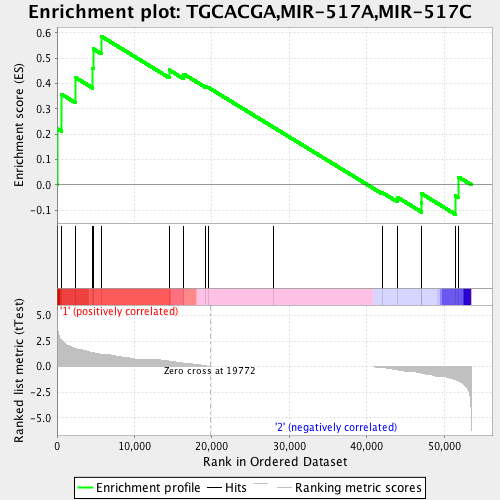 Enrichment plot: TGCACGA,MIR-517A,MIR-517C
Enrichment score (ES)
0.6
0.5
0.4
0.3
0.2
0.1
0.0
-0.1
Ranked list metric (tTest)
5.0
2.5
0.0
-2.5
-5.0
'1' (positively correlated)
Zero cross at 19772
'2' (negatively correlated)
0
10,000
20,000
30,000
40,000
50,000
Rank in Ordered Dataset
Enrichment profile
Hits
Ranking metric scores